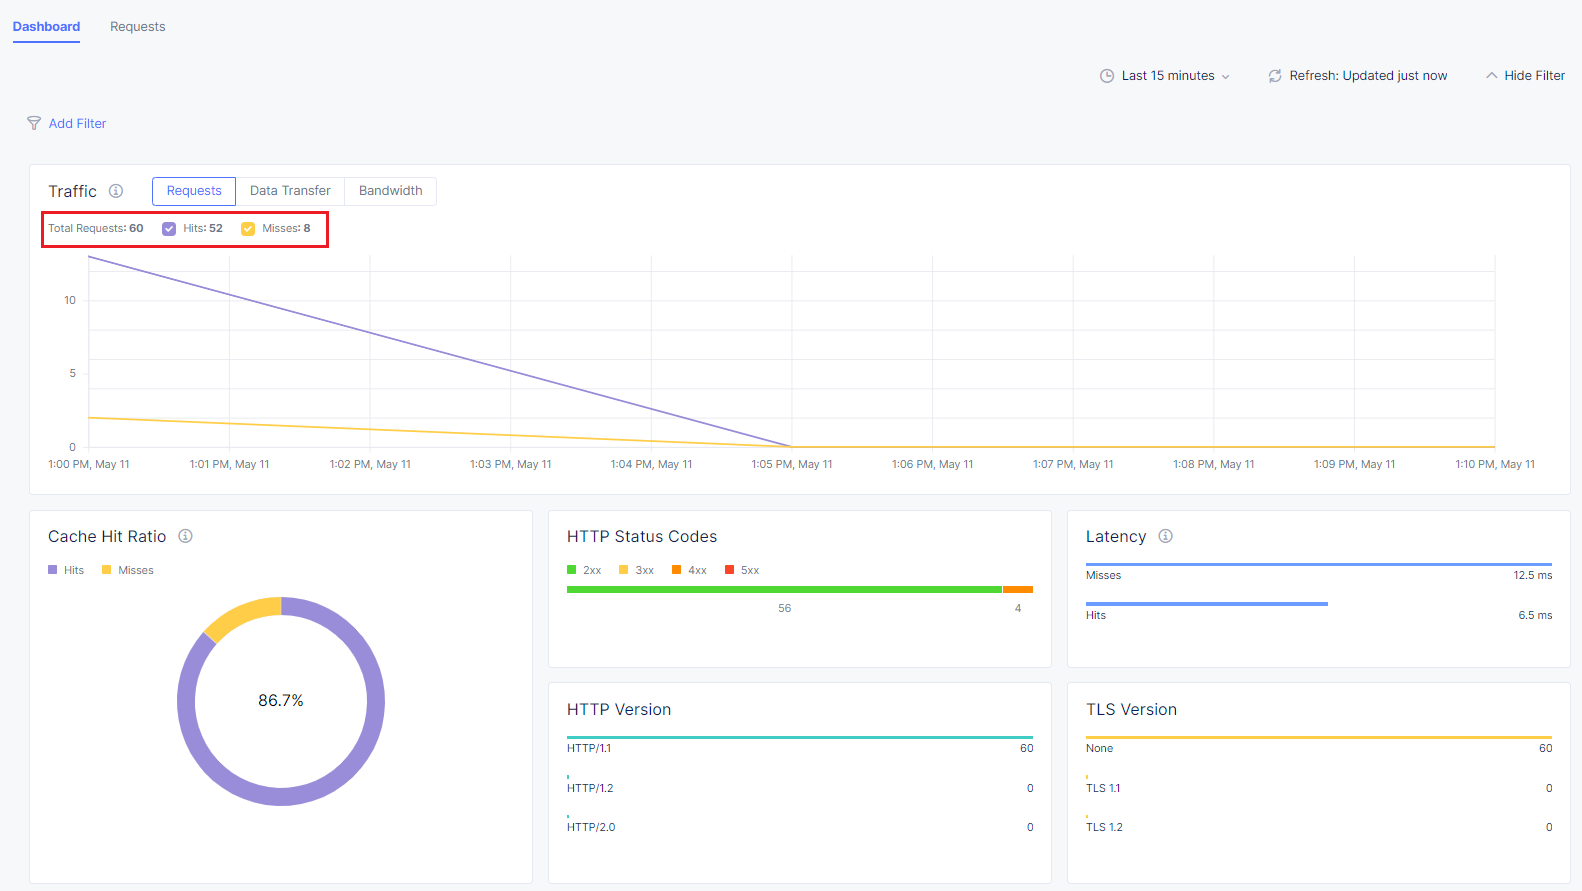 Dashboard Requests
Last 15 minutes Refresh: Updated just now Hide Filter
Add Filter
Traffic Requests Data Transfer Bandwidth
Total Requests: 60 Hits: 52 Misses: 8
10
5
0
1:00 PM, May 11 1:01 PM, May 11 1:02 PM, May 11 1:03 PM, May 11 1:04 PM, May 11 1:05 PM, May 11 1:06 PM, May 11 1:07 PM, May 11 1:08 PM, May 11 1:09 PM, May 11 1:10 PM, May 11
Cache Hit Ratio
Hits Misses
86.7%
HTTP Status Codes
2xx 3xx 4xx 5xx
56 4
Latency
Misses 12.5 ms
Hits 6.5 ms
HTTP Version
HTTP/1.1 60
HTTP/1.2 0
HTTP/2.0 0
TLS Version
None 60
TLS 1.1 0
TLS 1.2 0